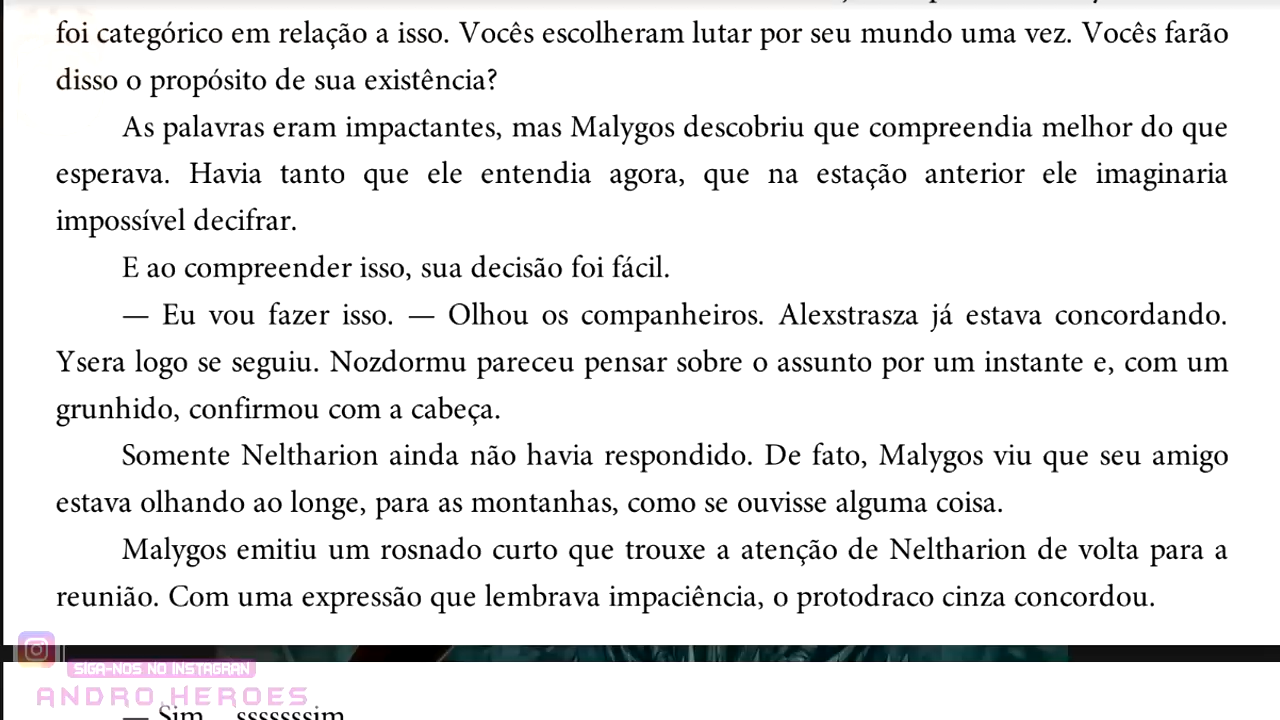 foi categórico em relação a isso. Vocês escolheram lutar por seu mundo uma vez. Vocês farão
disso o propósito de sua existência?
As palavras eram impactantes, mas Malygos descobriu que compreendia melhor do que
esperava. Havia tanto que ele entendia agora, que na estação anterior ele imaginaria
impossível decifrar.
E ao compreender isso, sua decisão foi fácil.
— Eu vou fazer isso. — Olhou os companheiros. Alexstrasza já estava concordando.
Ysera logo se seguiu. Nozdormu pareceu pensar sobre o assunto por um instante e, com um
grunhido, confirmou com a cabeça.
Somente Neltharion ainda não havia respondido. De fato, Malygos viu que seu amigo
estava olhando ao longe, para as montanhas, como se ouvisse alguma coisa.
Malygos emitiu um rosnado curto que trouxe a atenção de Neltharion de volta para a
reunião. Com uma expressão que lembrava impaciência, o protodraco cinza concordou.
SIGA-NOS NO INSTAGRAN
ANDRO.HEROES
— Sim... ssssssssim